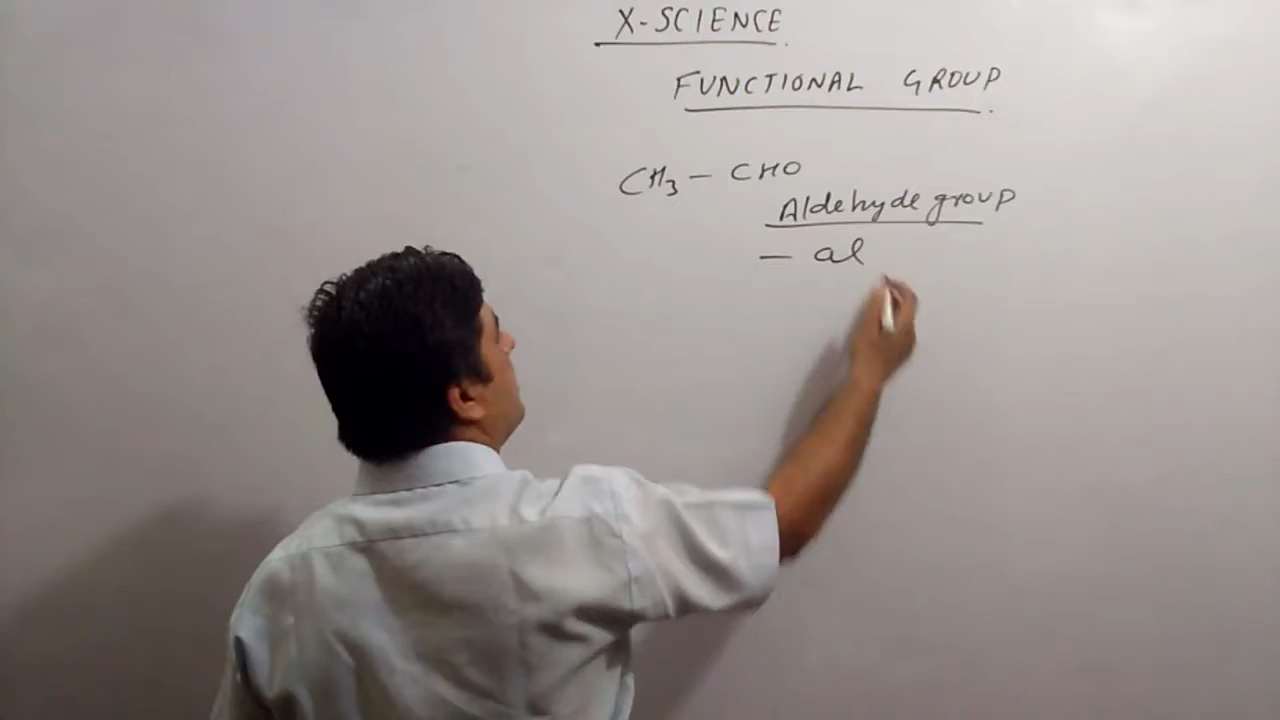 X-SCIENCE
FUNCTIONAL GROUP
CH₃ – CHO
Aldehyde group
– al